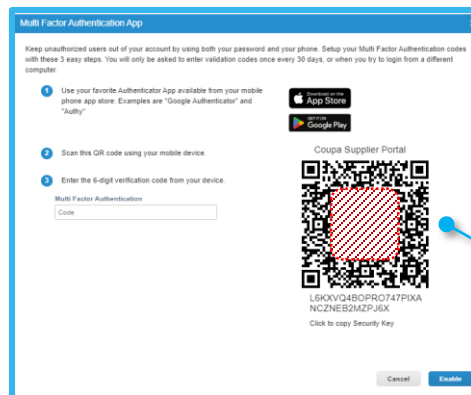 Multi Factor Authentication App
Keep unauthorized users out of your account by using both your password and your phone. Setup your Multi Factor Authentication codes
with these 3 easy steps. You will only be asked to enter validation codes once every 30 days, or when you try to login from a different
computer.
1 Use your favorite Authenticator App available from your mobile
phone app store: Examples are "Google Authenticator" and
"Authy"
Download on the
App Store
GET IT ON
Google Play
2 Scan this QR code using your mobile device.
Coupa Supplier Portal
3 Enter the 6-digit verification code from your device.
Multi Factor Authentication
Code
L6KXVQ4BOPRO747PIXA
NCZNEB2MZPJ6X
Click to copy Security Key
Cancel
Enable